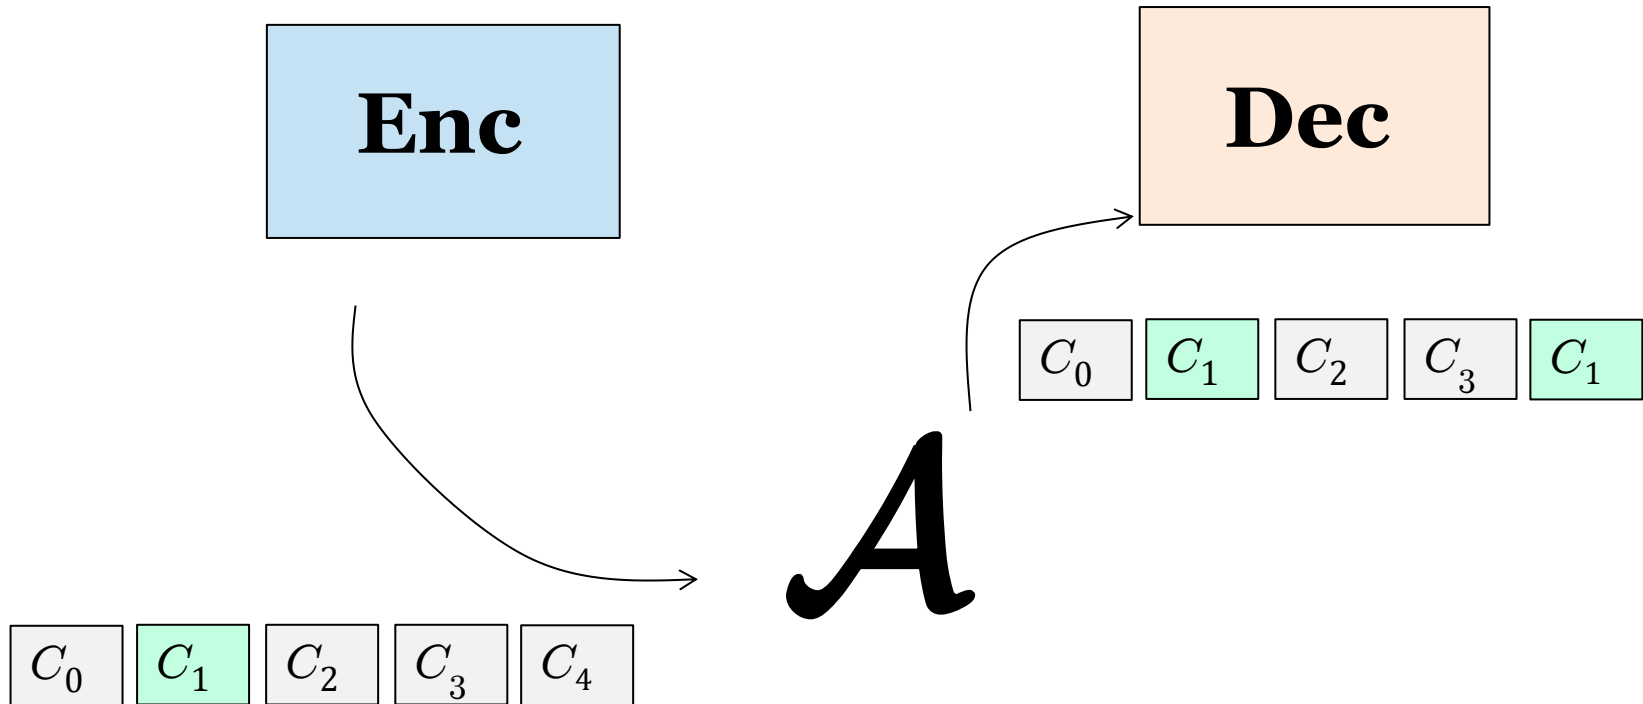 Enc
Dec
C₀ C₁ C₂ C₃ C₁
𝒜
C₀ C₁ C₂ C₃ C₄